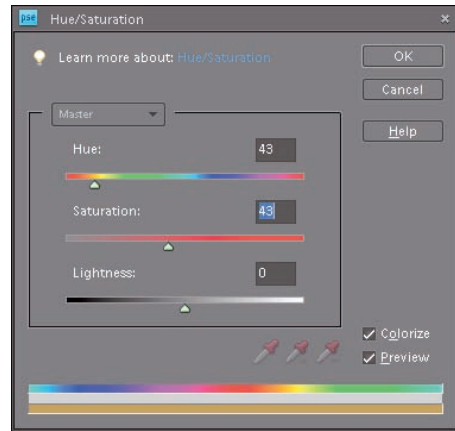 pse Hue/Saturation
Learn more about: Hue/Saturation
OK
Cancel
Help
Master
Hue: 43
Saturation: 43
Lightness: 0
Colorize
Preview